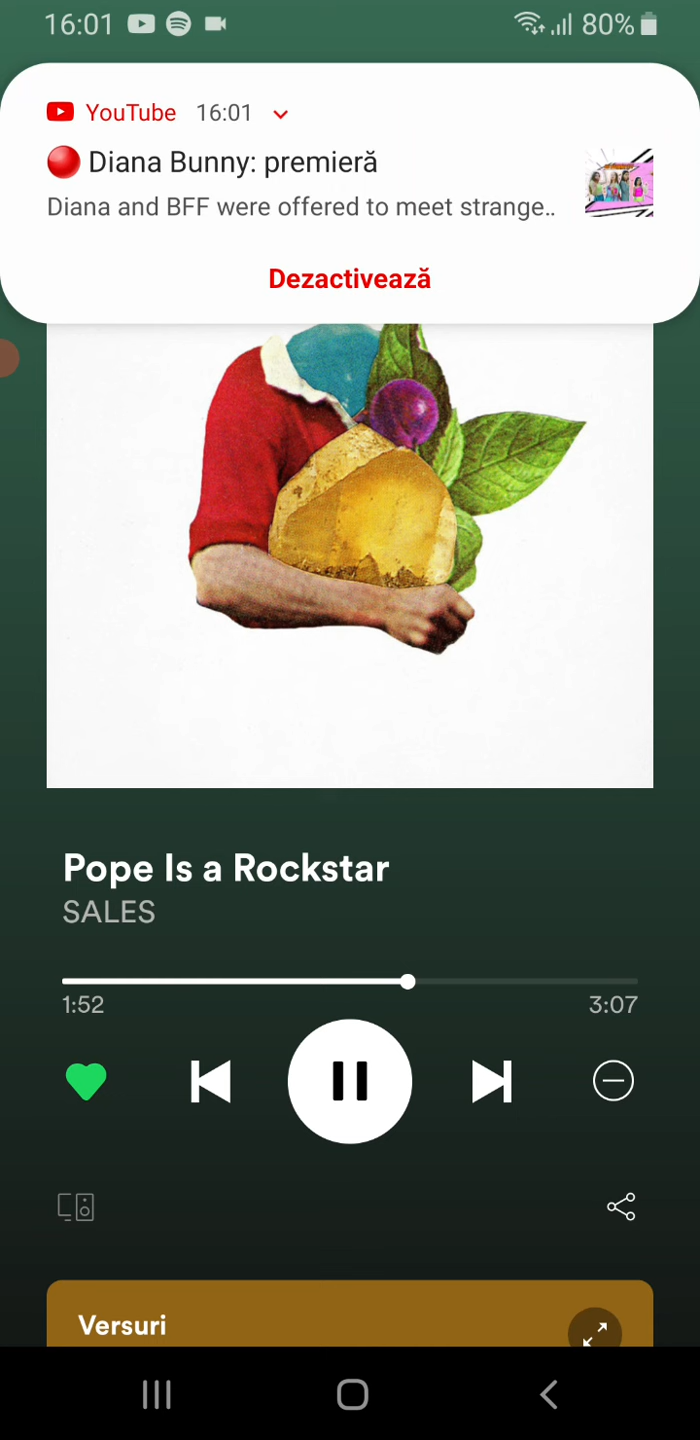 16:01 80%
YouTube 16:01
Diana Bunny: premieră
Diana and BFF were offered to meet strange..
Dezactivează
Pope Is a Rockstar
SALES
1:52 3:07
Versuri